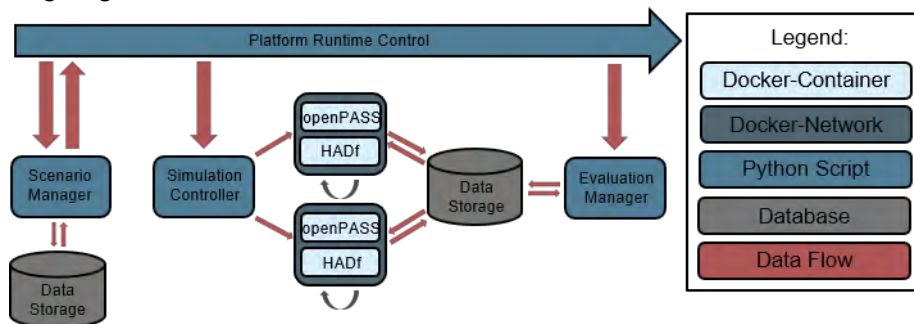 Platform Runtime Control
Legend:
Docker-Container
Docker-Network
Python Script
Database
Data Flow
Scenario
Manager
Simulation
Controller
openPASS
HADf
openPASS
HADf
Data
Storage
Evaluation
Manager
Data
Storage